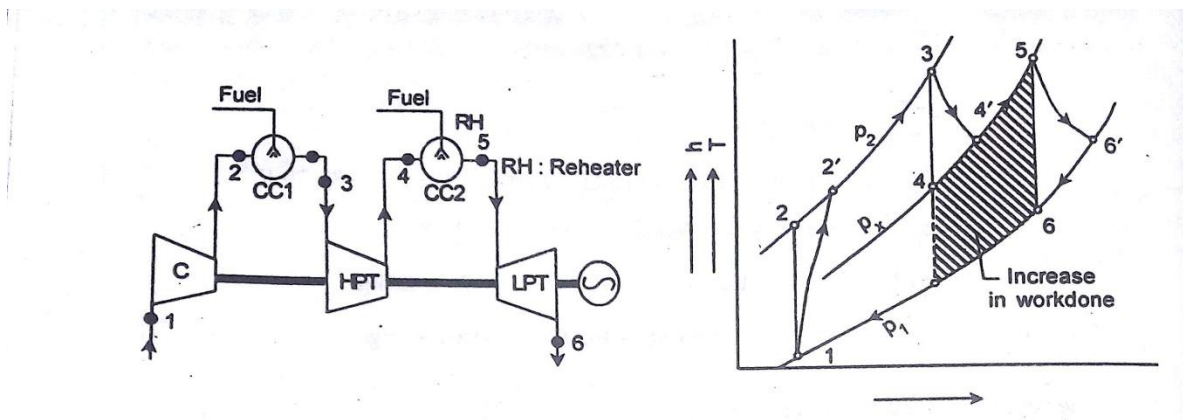 Fuel
Fuel
RH
2
CC1
3
4
CC2
5
RH : Reheater
C
HPT
LPT
1
6
h
T
3
5
p2
4'
6'
2'
4
2
px
6
Increase
in workdone
p1
1